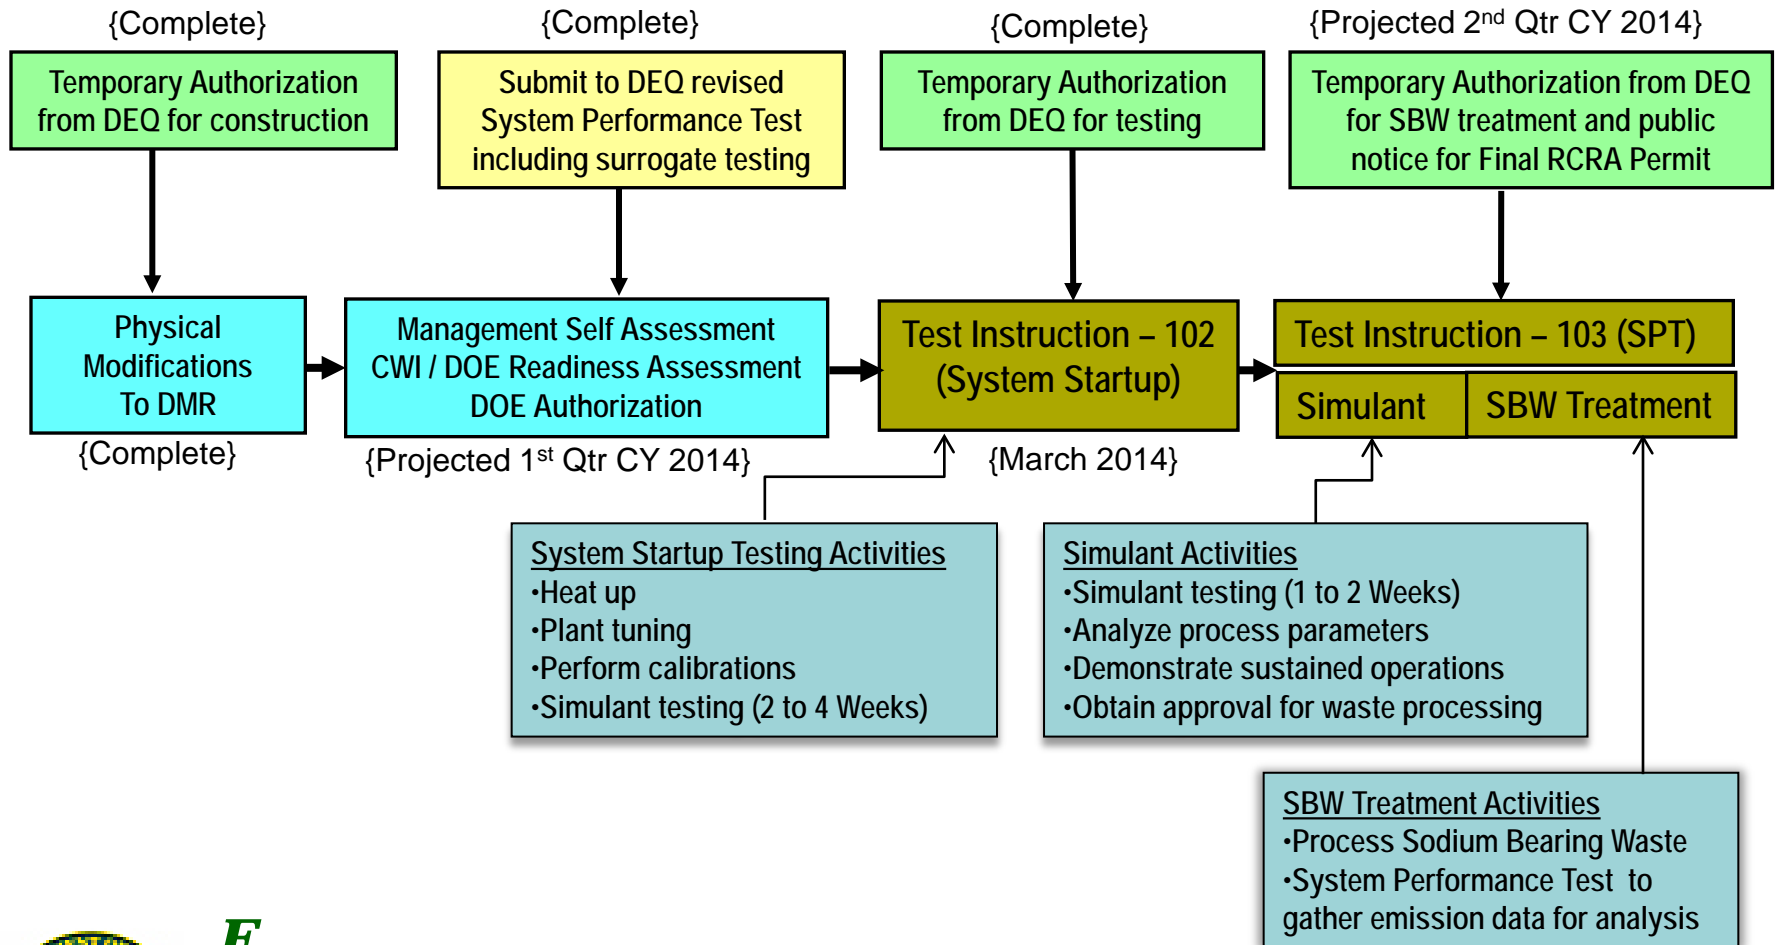 {Complete}
{Complete}
{Complete}
{Projected 2nd Qtr CY 2014}
Temporary Authorization
from DEQ for construction
Submit to DEQ revised
System Performance Test
including surrogate testing
Temporary Authorization
from DEQ for testing
Temporary Authorization from DEQ
for SBW treatment and public
notice for Final RCRA Permit
Physical
Modifications
To DMR
{Complete}
Management Self Assessment
CWI / DOE Readiness Assessment
DOE Authorization
{Projected 1st Qtr CY 2014}
Test Instruction – 102
(System Startup)
{March 2014}
Test Instruction – 103 (SPT)
Simulant
SBW Treatment
System Startup Testing Activities
•Heat up
•Plant tuning
•Perform calibrations
•Simulant testing (2 to 4 Weeks)
Simulant Activities
•Simulant testing (1 to 2 Weeks)
•Analyze process parameters
•Demonstrate sustained operations
•Obtain approval for waste processing
SBW Treatment Activities
•Process Sodium Bearing Waste
•System Performance Test to
gather emission data for analysis
E